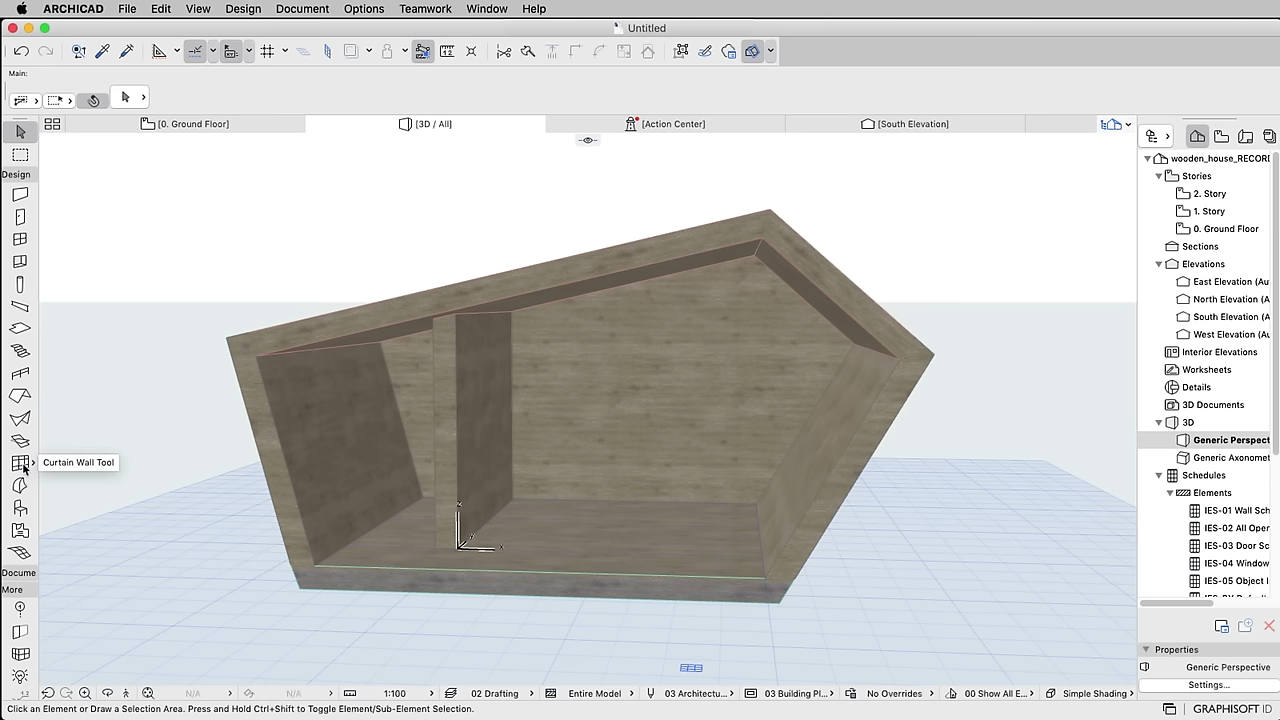 ARCHICAD File Edit View Design Document Options Teamwork Window Help
Untitled
Main:
[0. Ground Floor] [3D / All] [Action Center] [South Elevation]
Design
Curtain Wall Tool
Docume
More
wooden_house_RECORI
Stories
2. Story
1. Story
0. Ground Floor
Sections
Elevations
East Elevation (Au
North Elevation (A
South Elevation (A
West Elevation (A
Interior Elevations
Worksheets
Details
3D Documents
3D
Generic Perspect
Generic Axonomet
Schedules
Elements
IES-01 Wall Sch
IES-02 All Open
IES-03 Door Sc
IES-04 Window
IES-05 Object I
Properties
Generic Perspective
Settings...
N/A N/A 1:100 02 Drafting Entire Model 03 Architectu... 03 Building Pl... No Overrides 00 Show All E... Simple Shading
Click an Element or Draw a Selection Area. Press and Hold Ctrl+Shift to Toggle Element/Sub-Element Selection.
GRAPHISOFT ID